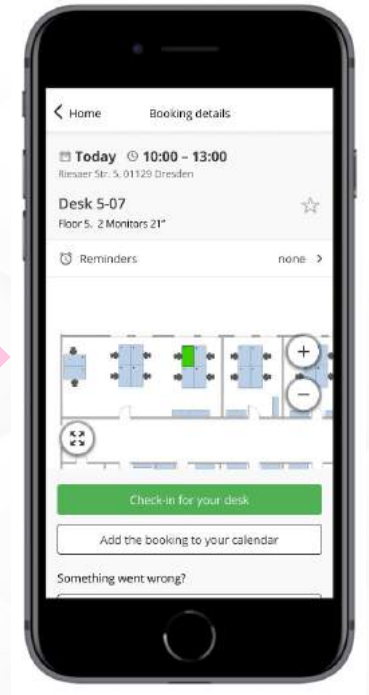 Home Booking details
Today 10:00 – 13:00
Riesaer Str. 5, 01129 Dresden
Desk 5-07
Floor 5, 2 Monitors 21"
Reminders none
+
−
Check-in for your desk
Add the booking to your calendar
Something went wrong?